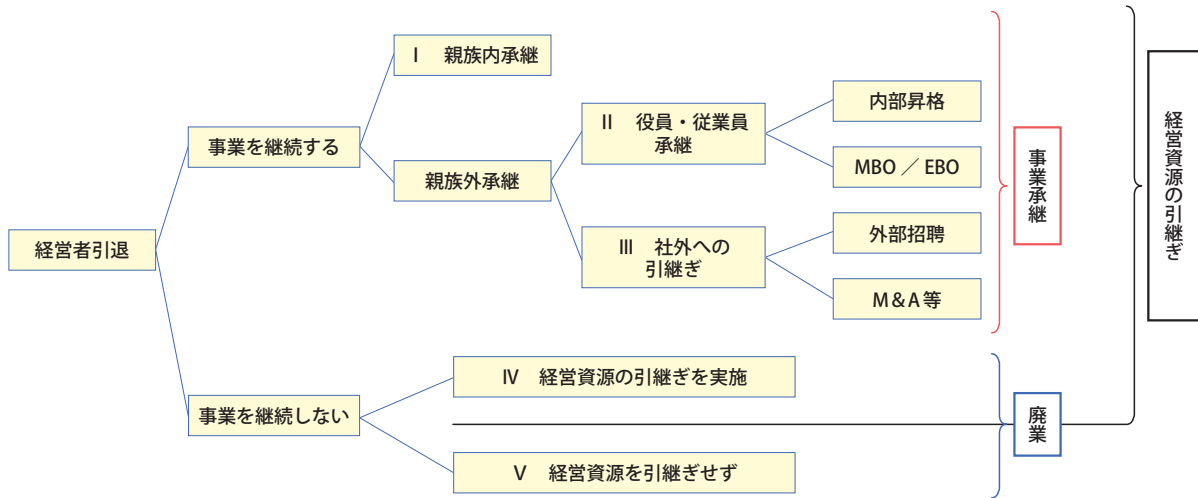 経営者引退
事業を継続する
Ⅰ 親族内承継
親族外承継
Ⅱ 役員・従業員
承継
内部昇格
MBO ／ EBO
Ⅲ 社外への
引継ぎ
外部招聘
M＆A等
事業承継
事業を継続しない
Ⅳ 経営資源の引継ぎを実施
Ⅴ 経営資源を引継ぎせず
廃業
経営資源の引継ぎ